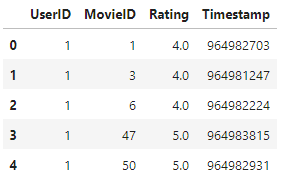 UserID MovieID Rating Timestamp
0 1 1 4.0 964982703
1 1 3 4.0 964981247
2 1 6 4.0 964982224
3 1 47 5.0 964983815
4 1 50 5.0 964982931